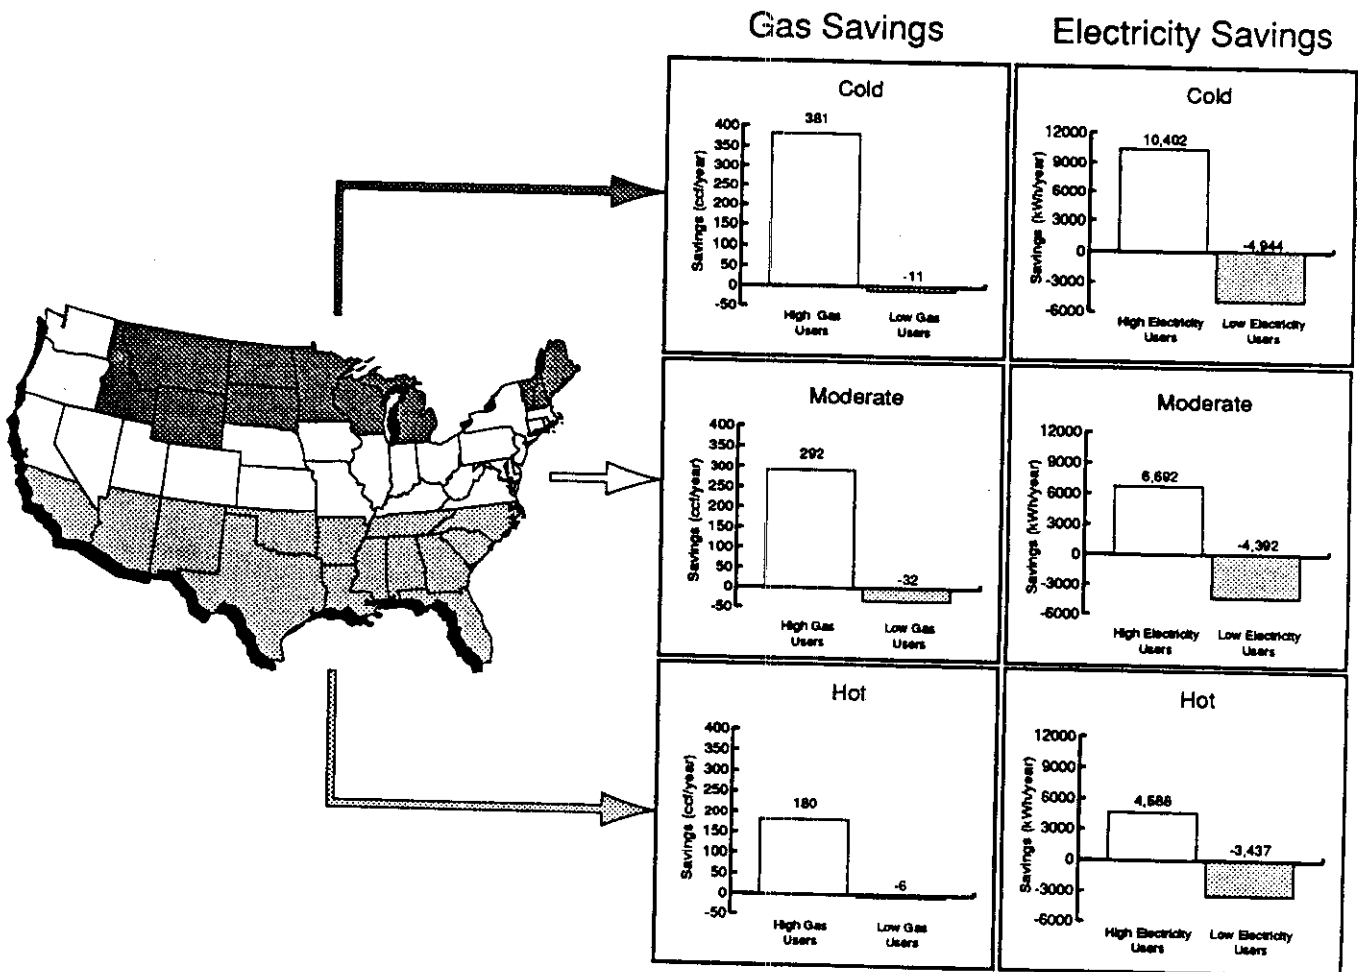 Gas Savings
Electricity Savings
Cold
Savings (ccf/year)
400
350
300
250
200
150
100
50
0
-50
381
-11
High Gas
Users
Low Gas
Users
Cold
Savings (kWh/year)
12000
9000
6000
3000
0
-3000
-6000
10,402
-4,944
High Electricity
Users
Low Electricity
Users
Moderate
Savings (ccf/year)
400
350
300
250
200
150
100
50
0
-50
292
-32
High Gas
Users
Low Gas
Users
Moderate
Savings (kWh/year)
12000
9000
6000
3000
0
-3000
-6000
6,692
-4,392
High Electricity
Users
Low Electricity
Users
Hot
Savings (ccf/year)
400
350
300
250
200
150
100
50
0
-50
180
-6
High Gas
Users
Low Gas
Users
Hot
Savings (kWh/year)
12000
9000
6000
3000
0
-3000
-6000
-3,437
High Electricity
Users
Low Electricity
Users